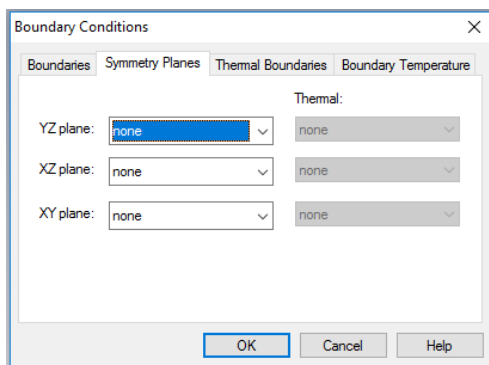 Boundary Conditions
Boundaries Symmetry Planes Thermal Boundaries Boundary Temperature
Thermal:
YZ plane: none none
XZ plane: none none
XY plane: none none
OK Cancel Help